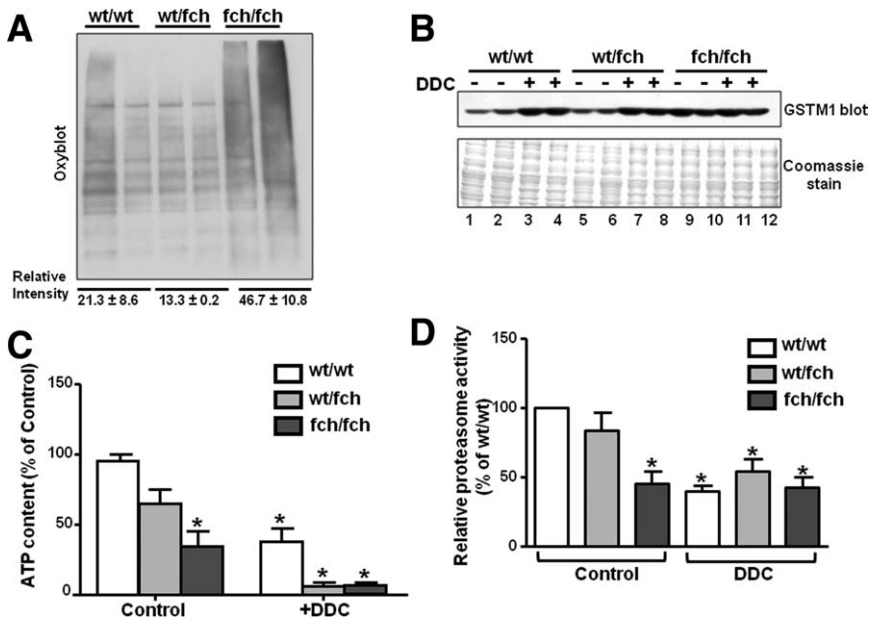 A
wt/wt wt/fch fch/fch
Oxyblot
Relative Intensity
21.3 ± 8.6 13.3 ± 0.2 46.7 ± 10.8
B
wt/wt wt/fch fch/fch
DDC - - + + - - + + - - + +
GSTM1 blot
Coomassie stain
1 2 3 4 5 6 7 8 9 10 11 12
C
ATP content (% of Control)
150
100
50
0
wt/wt
wt/fch
fch/fch
*
*
*
*
Control +DDC
D
Relative proteasome activity
(% of wt/wt)
150
100
50
0
wt/wt
wt/fch
fch/fch
*
*
*
*
Control DDC